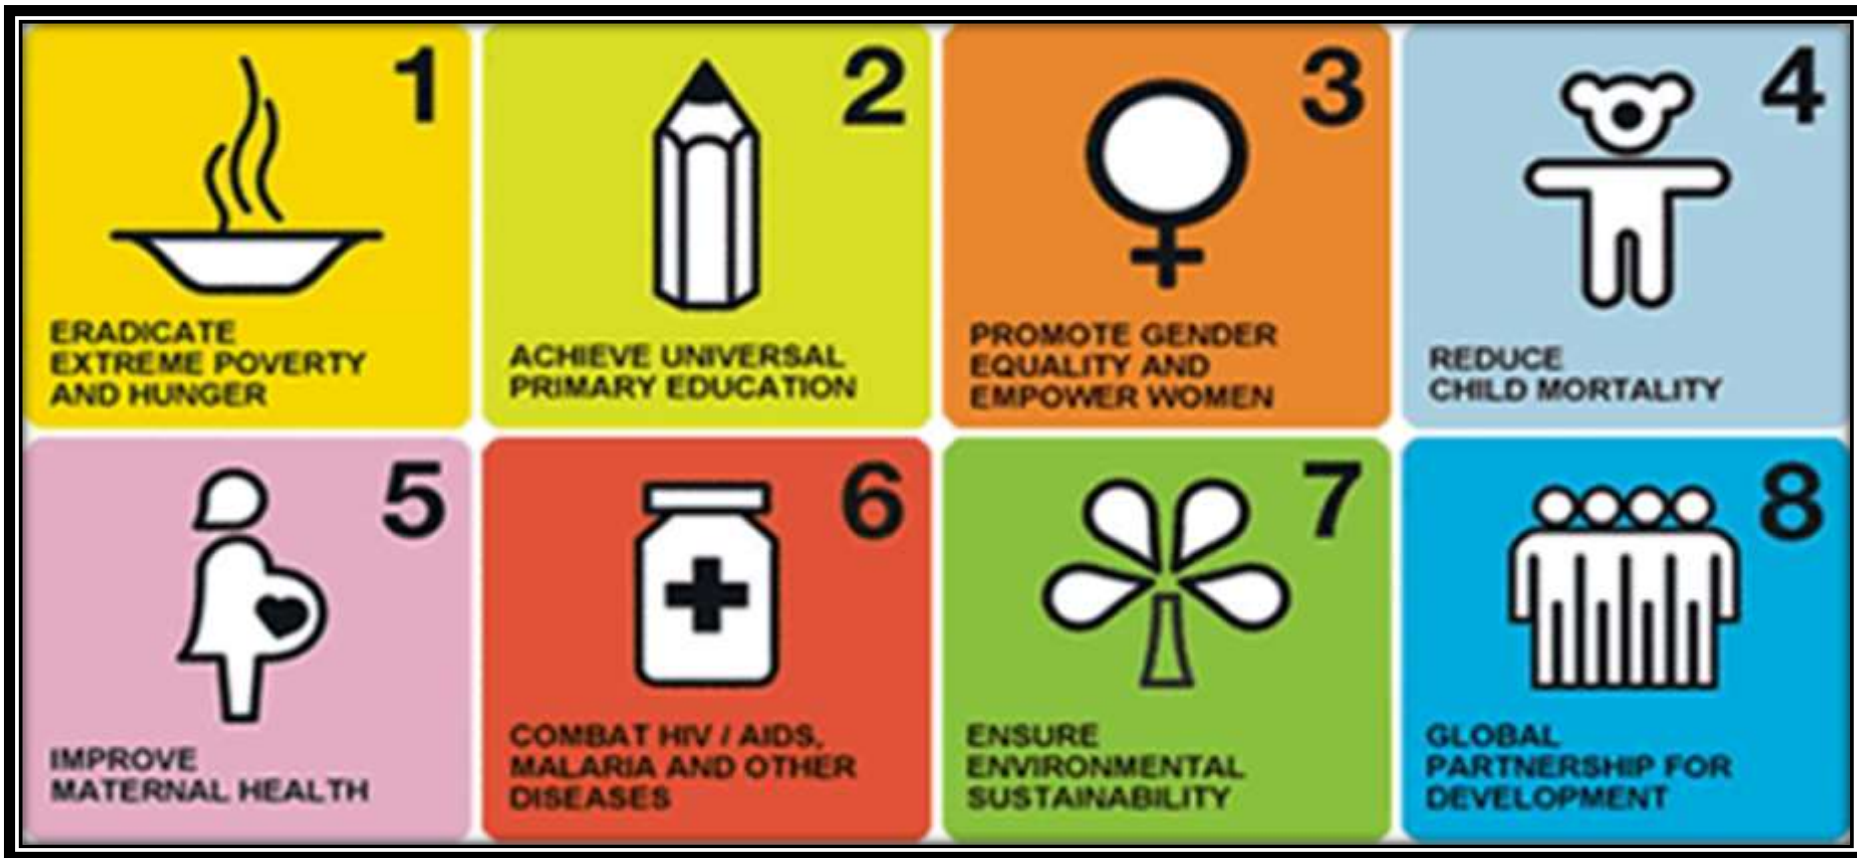 1
ERADICATE
EXTREME POVERTY
AND HUNGER
2
ACHIEVE UNIVERSAL
PRIMARY EDUCATION
3
PROMOTE GENDER
EQUALITY AND
EMPOWER WOMEN
4
REDUCE
CHILD MORTALITY
5
IMPROVE
MATERNAL HEALTH
6
COMBAT HIV / AIDS,
MALARIA AND OTHER
DISEASES
7
ENSURE
ENVIRONMENTAL
SUSTAINABILITY
8
GLOBAL
PARTNERSHIP FOR
DEVELOPMENT